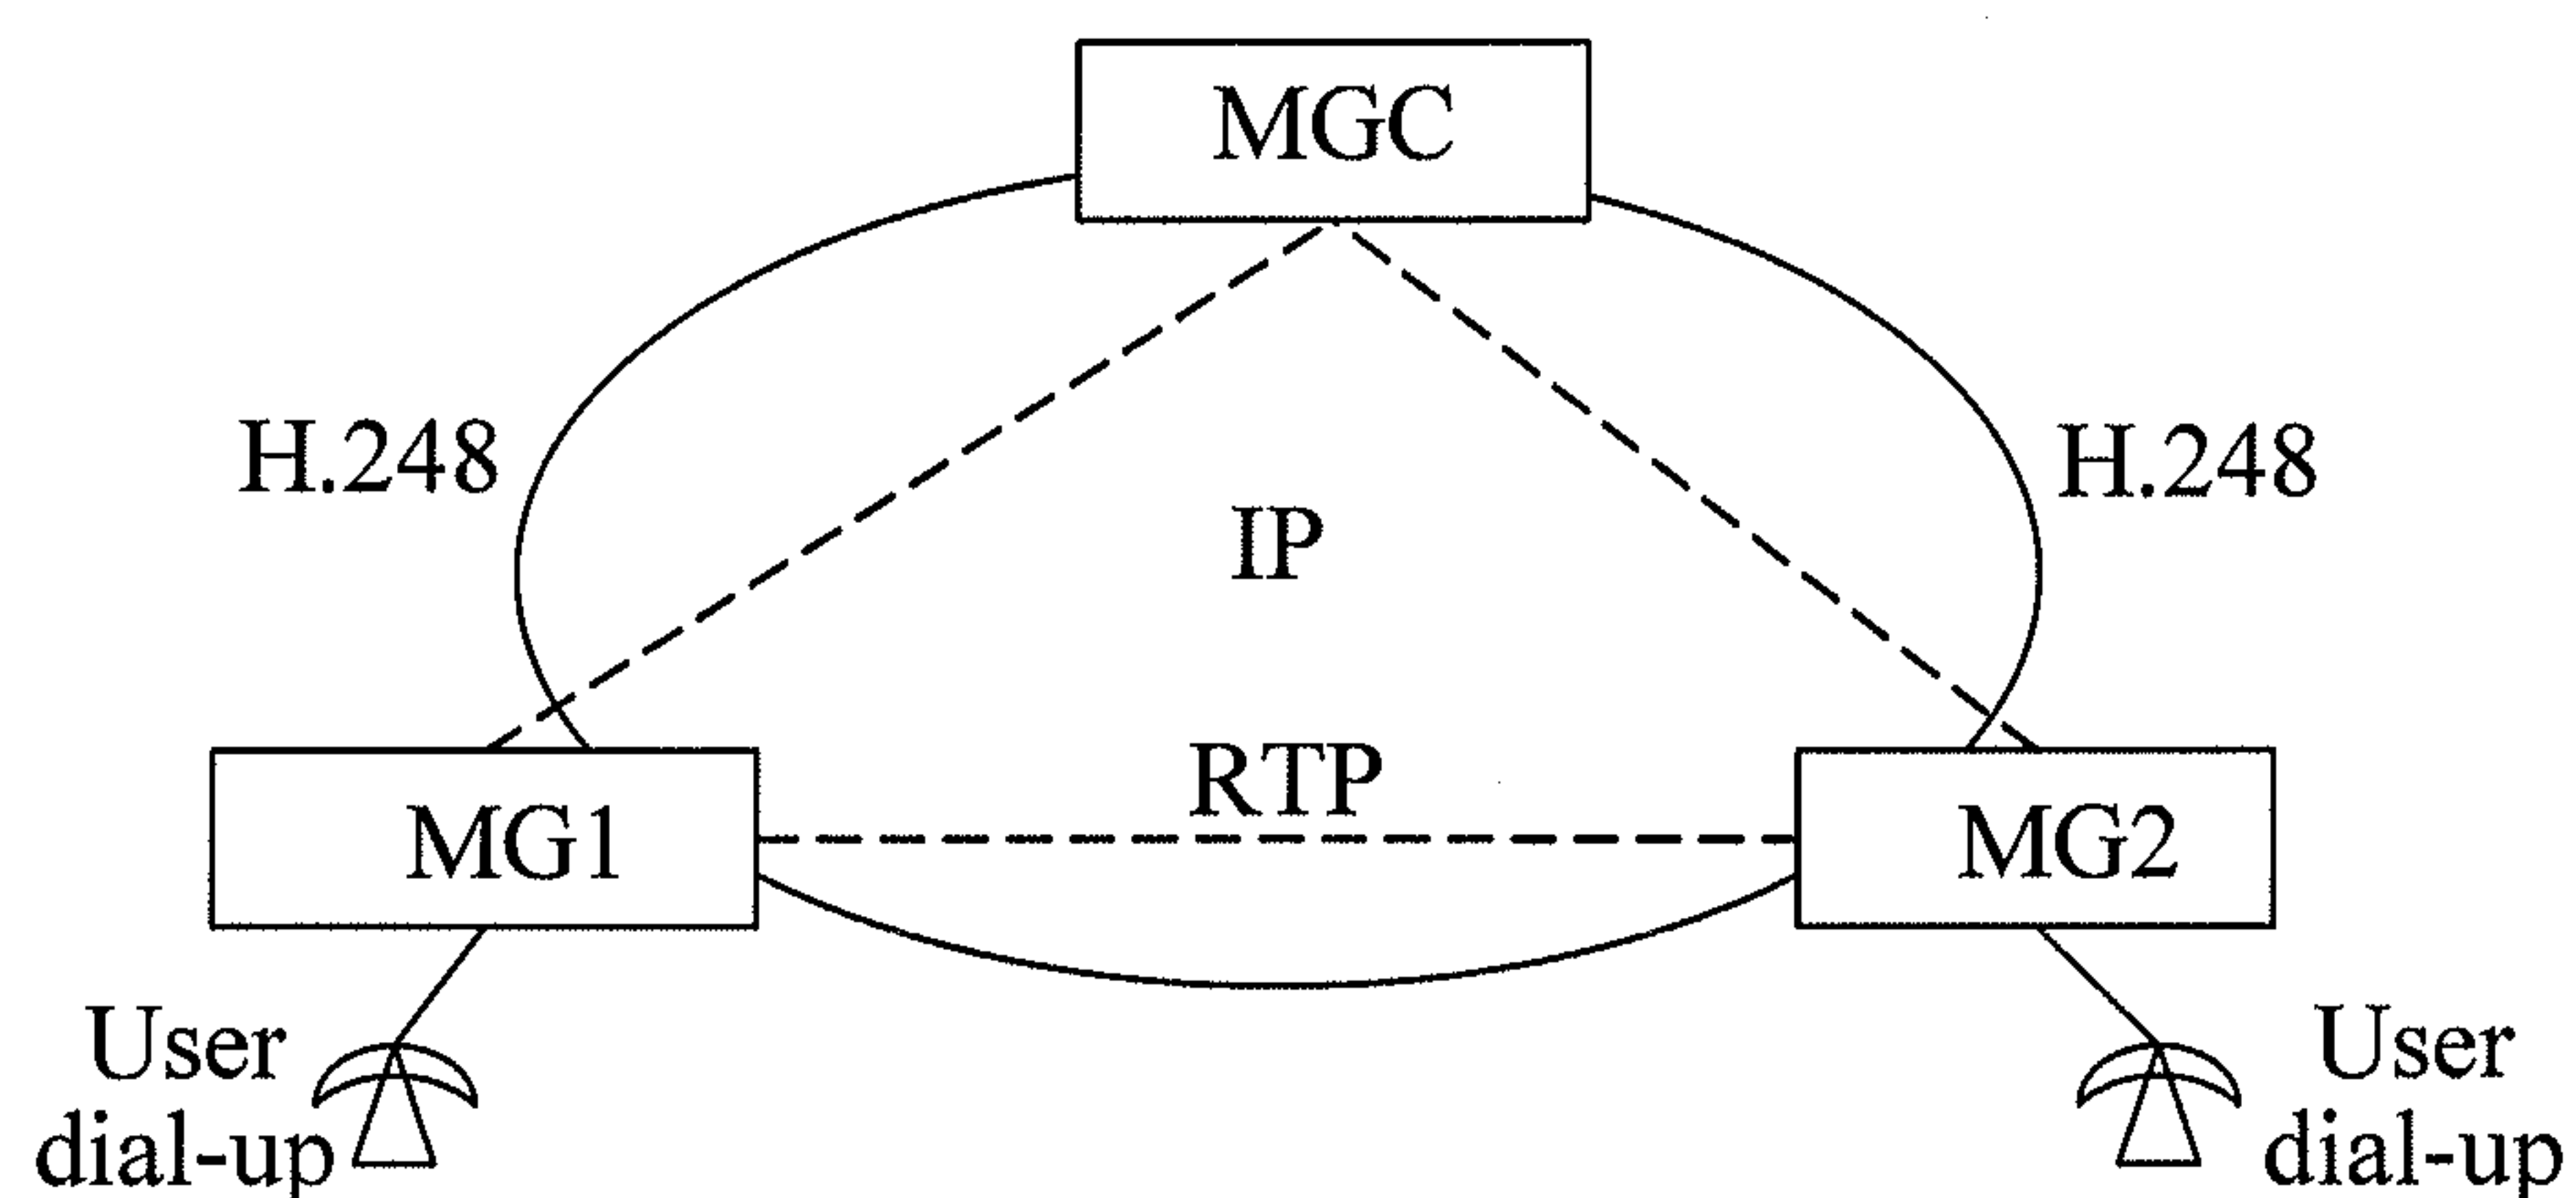 MGC
H.248
H.248
IP
RTP
MG1
MG2
User
dial-up
User
dial-up